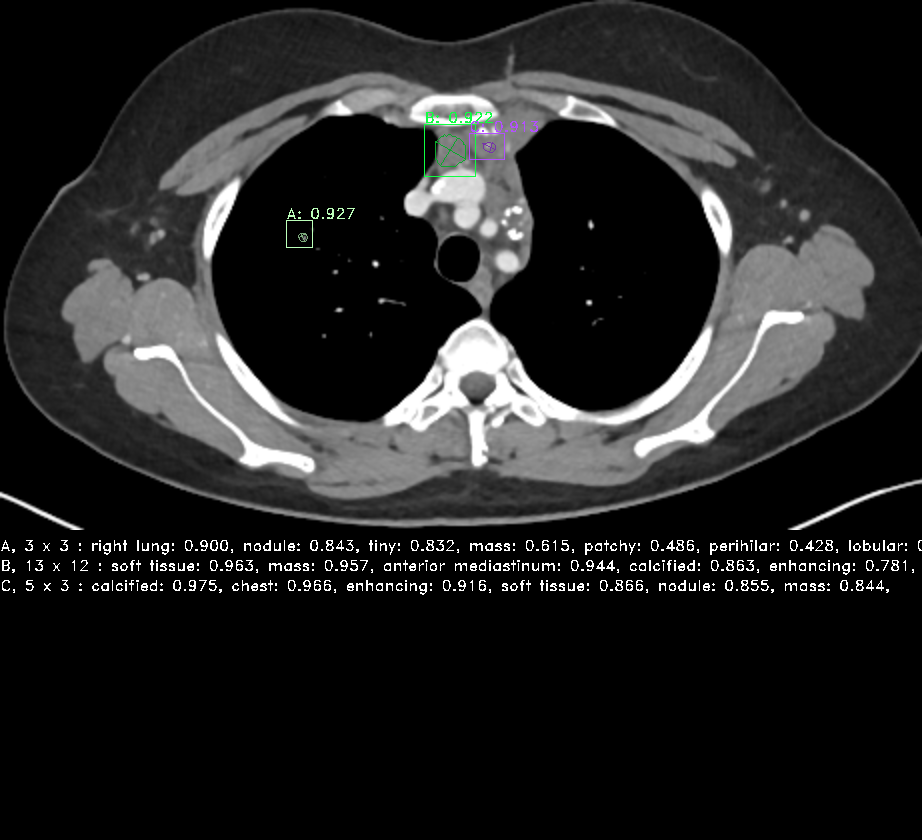 B: 0.922
A: 0.927
A, 3 x 3 : right lung: 0.900, nodule: 0.843, tiny: 0.832, mass: 0.615, patchy: 0.486, perihilar: 0.428, lobular:
B, 13 x 12 : soft tissue: 0.963, mass: 0.957, anterior mediastinum: 0.944, calcified: 0.863, enhancing: 0.781,
C, 5 x 3 : calcified: 0.975, chest: 0.966, enhancing: 0.916, soft tissue: 0.866, nodule: 0.855, mass: 0.844,